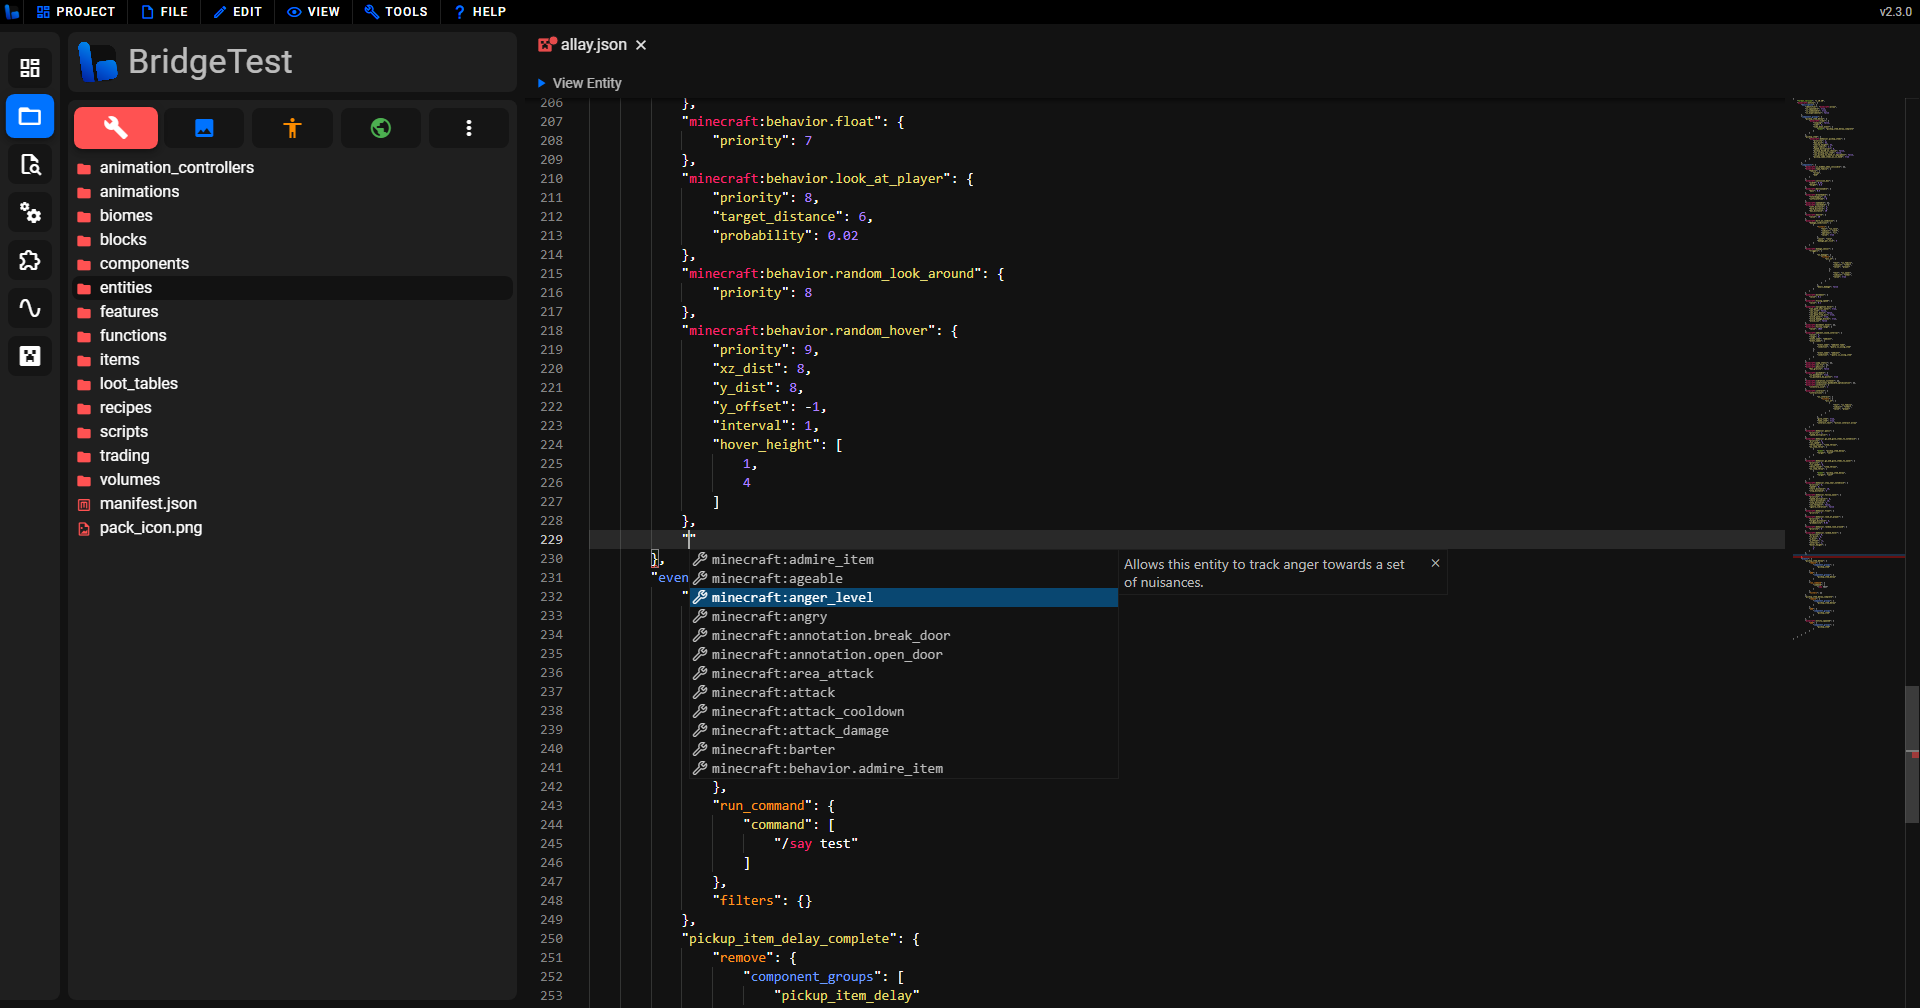 PROJECT FILE EDIT VIEW TOOLS HELP v2.3.0
BridgeTest
animation_controllers
animations
biomes
blocks
components
entities
features
functions
items
loot_tables
recipes
scripts
trading
volumes
manifest.json
pack_icon.png
allay.json
View Entity
206 },
207 "minecraft:behavior.float": {
208 "priority": 7
209 },
210 "minecraft:behavior.look_at_player": {
211 "priority": 8,
212 "target_distance": 6,
213 "probability": 0.02
214 },
215 "minecraft:behavior.random_look_around": {
216 "priority": 8
217 },
218 "minecraft:behavior.random_hover": {
219 "priority": 9,
220 "xz_dist": 8,
221 "y_dist": 8,
222 "y_offset": -1,
223 "interval": 1,
224 "hover_height": [
225 1,
226 4
227 ]
228 },
229 ""
230 },
231 "even
232 "
233
234
235
236
237
238
239
240
241
minecraft:admire_item
minecraft:ageable
minecraft:anger_level
minecraft:angry
minecraft:annotation.break_door
minecraft:annotation.open_door
minecraft:area_attack
minecraft:attack
minecraft:attack_cooldown
minecraft:attack_damage
minecraft:barter
minecraft:behavior.admire_item
Allows this entity to track anger towards a set
of nuisances.
242 },
243 "run_command": {
244 "command": [
245 "/say test"
246 ]
247 },
248 "filters": {}
249 },
250 "pickup_item_delay_complete": {
251 "remove": {
252 "component_groups": [
253 "pickup_item_delay"